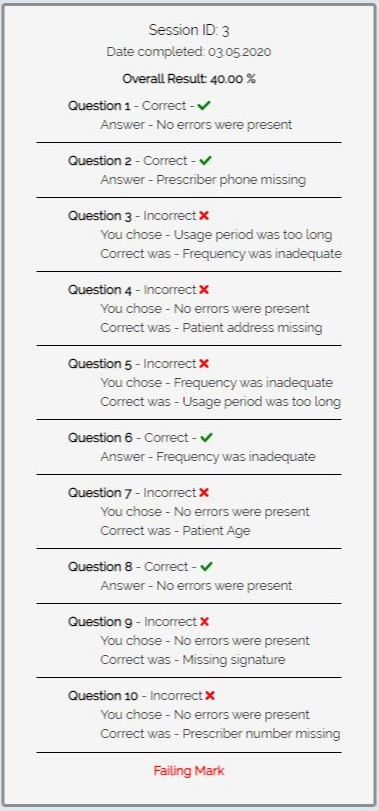 Session ID: 3
Date completed: 03.05.2020
Overall Result: 40.00 %
Question 1 - Correct -
Answer - No errors were present
Question 2 - Correct -
Answer - Prescriber phone missing
Question 3 - Incorrect
You chose - Usage period was too long
Correct was - Frequency was inadequate
Question 4 - Incorrect
You chose - No errors were present
Correct was - Patient address missing
Question 5 - Incorrect
You chose - Frequency was inadequate
Correct was - Usage period was too long
Question 6 - Correct -
Answer - Frequency was inadequate
Question 7 - Incorrect
You chose - No errors were present
Correct was - Patient Age
Question 8 - Correct -
Answer - No errors were present
Question 9 - Incorrect
You chose - No errors were present
Correct was - Missing signature
Question 10 - Incorrect
You chose - No errors were present
Correct was - Prescriber number missing
Failing Mark